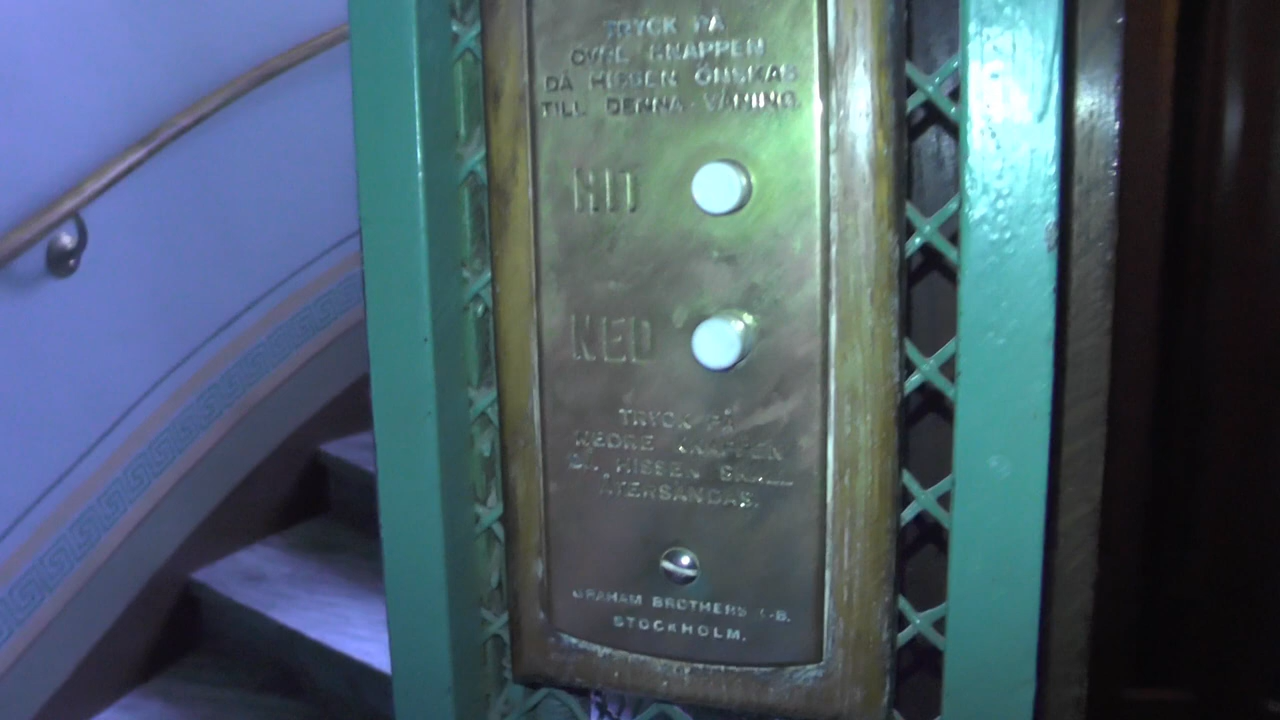 TRYCK PÅ
ÖVRE KNAPPEN
DÅ HISSEN ÖNSKAS
TILL DENNA VÅNING.
HIT
NED
TRYCK PÅ
NEDRE KNAPPEN
DÅ HISSEN SKALL
ÅTERSÄNDAS.
GRAHAM BROTHERS A-B.
STOCKHOLM.